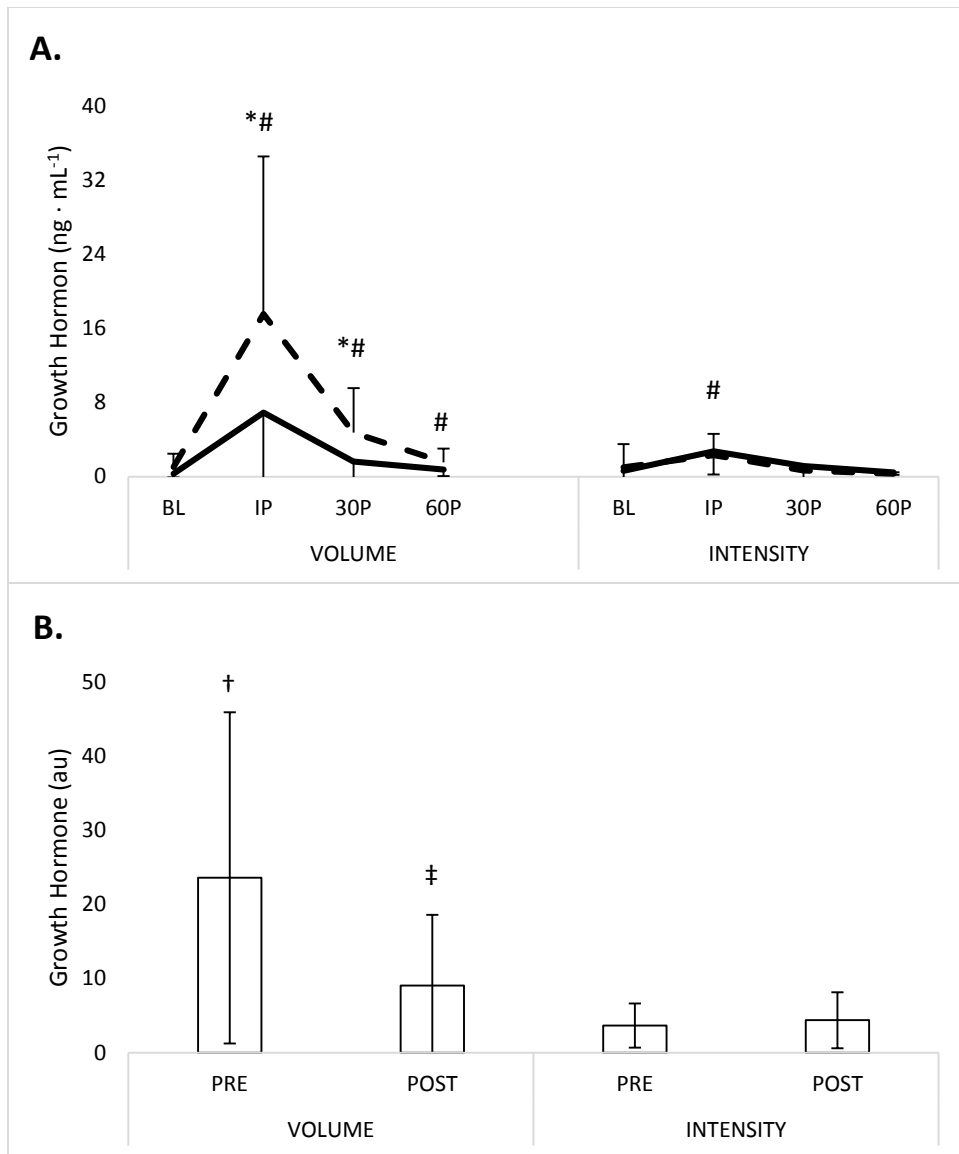 A.
Growth Hormon (ng · mL-1)
40
32
24
16
8
0
*#
*#
#
#
BL IP 30P 60P BL IP 30P 60P
VOLUME INTENSITY
B.
Growth Hormone (au)
50
40
30
20
10
0
†
‡
PRE POST PRE POST
VOLUME INTENSITY